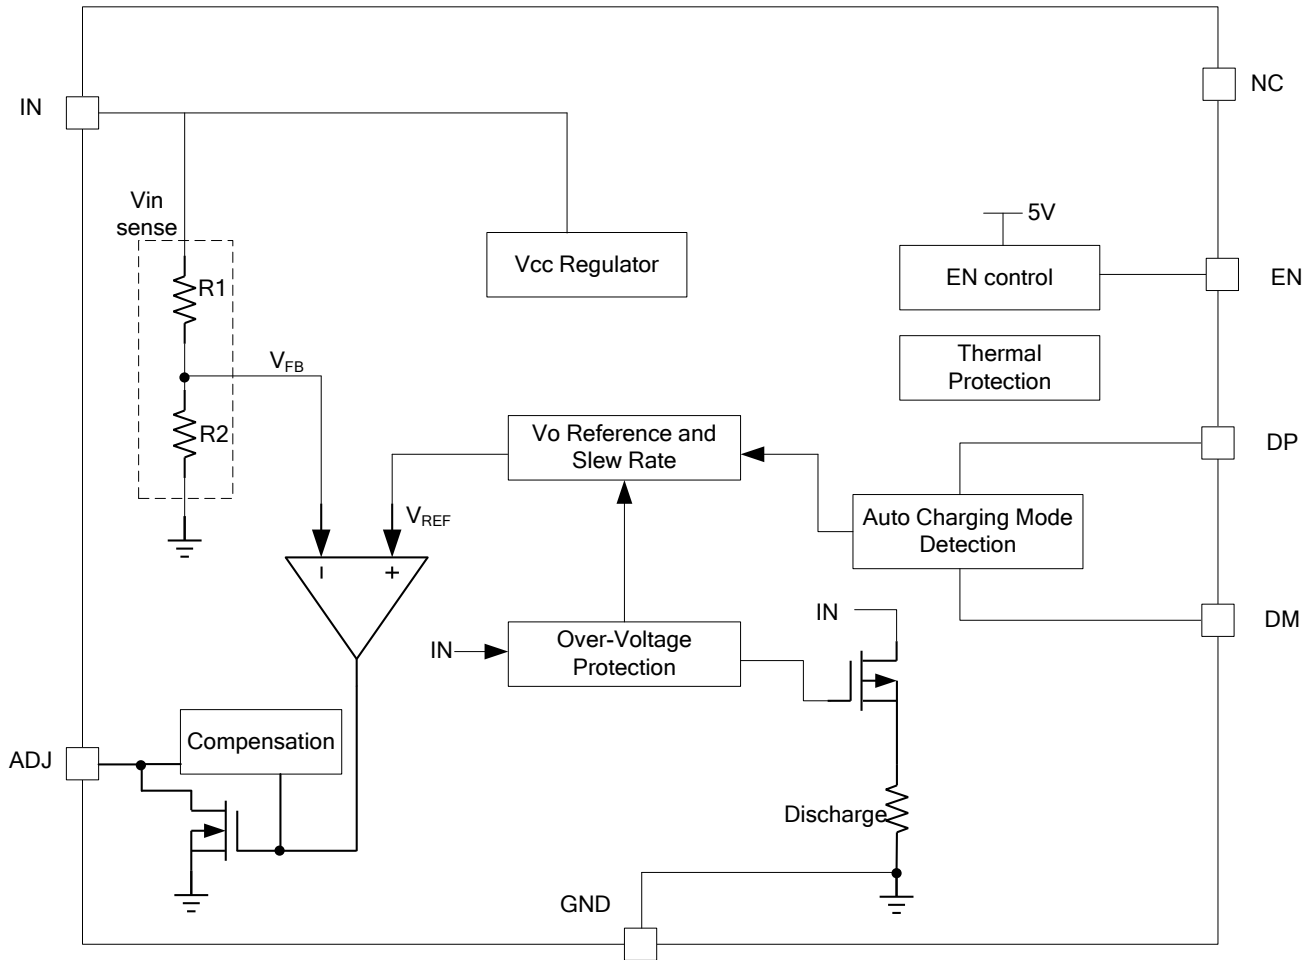 IN
NC
Vin
sense
5V
Vcc Regulator
EN control
EN
R1
Thermal
Protection
VFB
R2
Vo Reference and
Slew Rate
DP
VREF
Auto Charging Mode
Detection
- +
IN
DM
IN
Over-Voltage
Protection
ADJ
Compensation
Discharge
GND